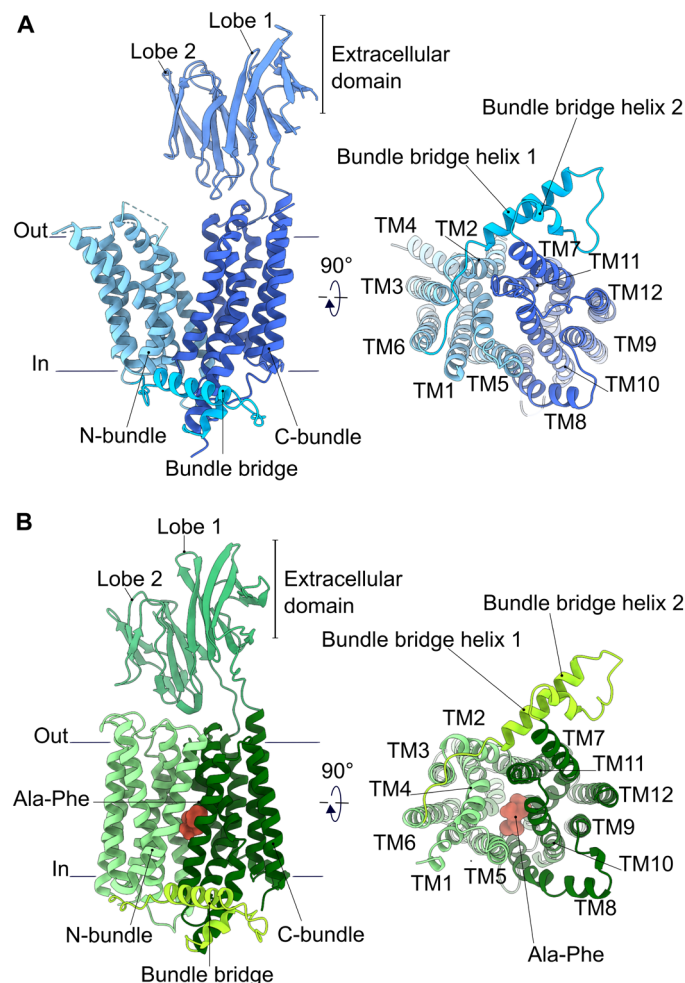 A
Lobe 1
Lobe 2
Extracellular
domain
Out
In
N-bundle
C-bundle
Bundle bridge
90°
Bundle bridge helix 2
Bundle bridge helix 1
TM4
TM2
TM7
TM11
TM3
TM12
TM6
TM9
TM1
TM5
TM10
TM8
B
Lobe 1
Lobe 2
Extracellular
domain
Out
Ala-Phe
In
N-bundle
C-bundle
Bundle bridge
90°
Bundle bridge helix 2
Bundle bridge helix 1
TM2
TM7
TM3
TM11
TM4
TM12
TM6
TM9
TM1
TM5
TM10
TM8
Ala-Phe